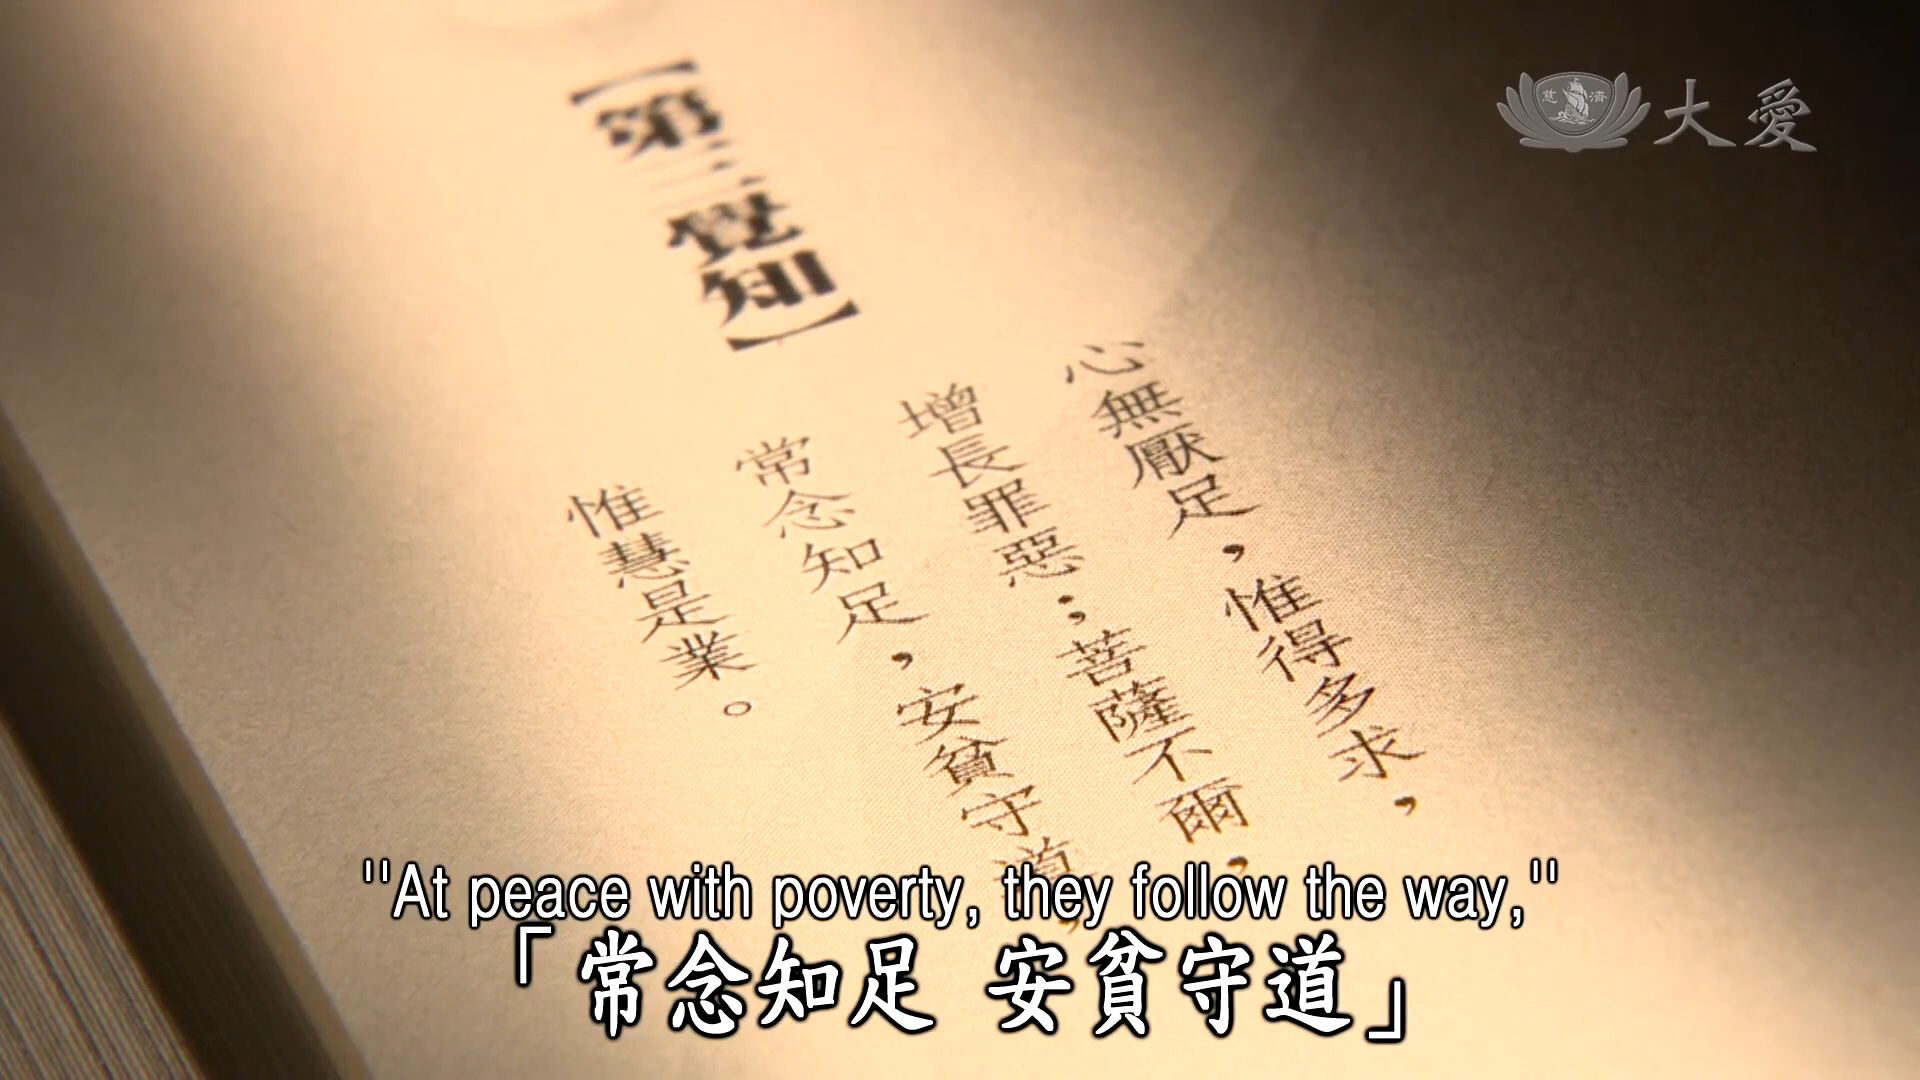 慈濟
大愛
【第三覺知】
心無厭足，惟得多求，
增長罪惡；菩薩不爾，
常念知足，安貧守道，
惟慧是業。
"At peace with poverty, they follow the way,"
「常念知足 安貧守道」